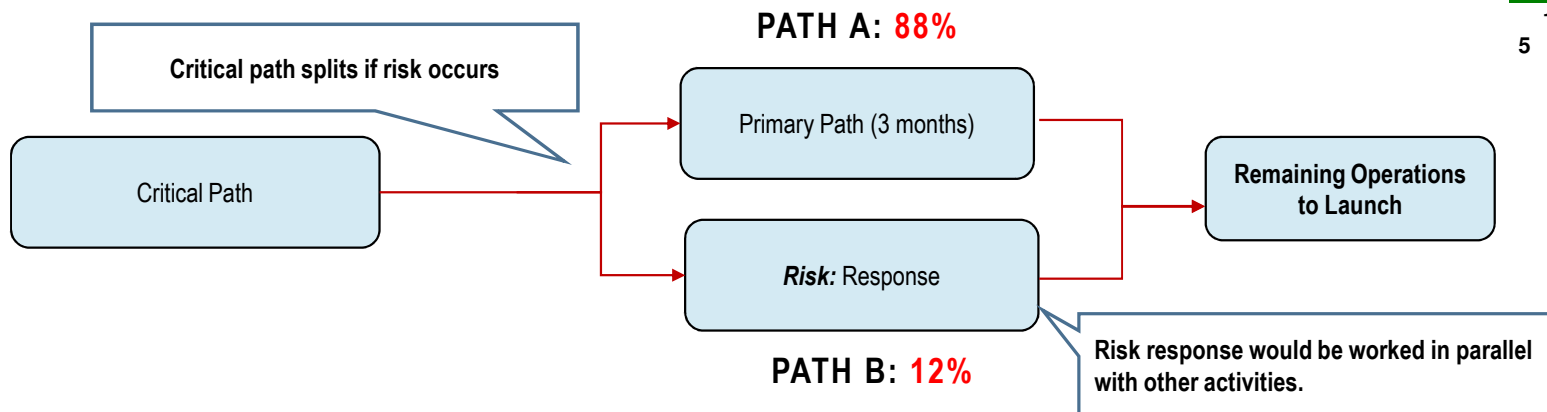 PATH A: 88%
5
Critical path splits if risk occurs
Primary Path (3 months)
Critical Path
Remaining Operations
to Launch
Risk: Response
Risk response would be worked in parallel
with other activities.
PATH B: 12%